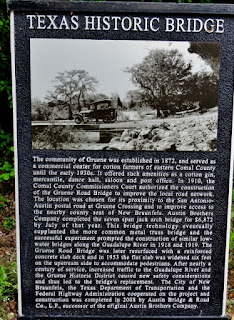 TEXAS HISTORIC BRIDGE
The community of Gruene was established in 1872, and served as
a commercial center for cotton farmers of eastern Comal County
until the early 1930s. It offered such amenities as a cotton gin,
mercantile, dance hall, saloon and post office. In 1910, the
Comal County Commissioners Court authorized the construction
of the Gruene Road Bridge to improve the local road network.
The location was chosen for its proximity to the San Antonio-
Austin postal road at Gruene Crossing and to improve access to
the nearby county seat of New Braunfels. Austin Brothers
Company completed the seven span jack arch bridge for $6,872
by July of that year. This bridge technology eventually
supplanted the more common metal truss bridge and the
successful precedent prompted the construction of similar low
water bridges along the Guadalupe River in 1918 and 1919. The
Gruene Road Bridge was later resurfaced with a reinforced
concrete slab deck and in 1953 the flat slab was widened six feet
on the upstream side to accommodate pedestrians. After nearly a
century of service, increased traffic to the Guadalupe River and
the Gruene Historic District caused new safety considerations
and thus led to the bridge's replacement. The City of New
Braunfels, the Texas Department of Transportation and the
Federal Highway Administration cooperated on the project and
construction was completed in 2008 by Austin Bridge & Road
Co., L.P., successor of the original Austin Brothers Company.